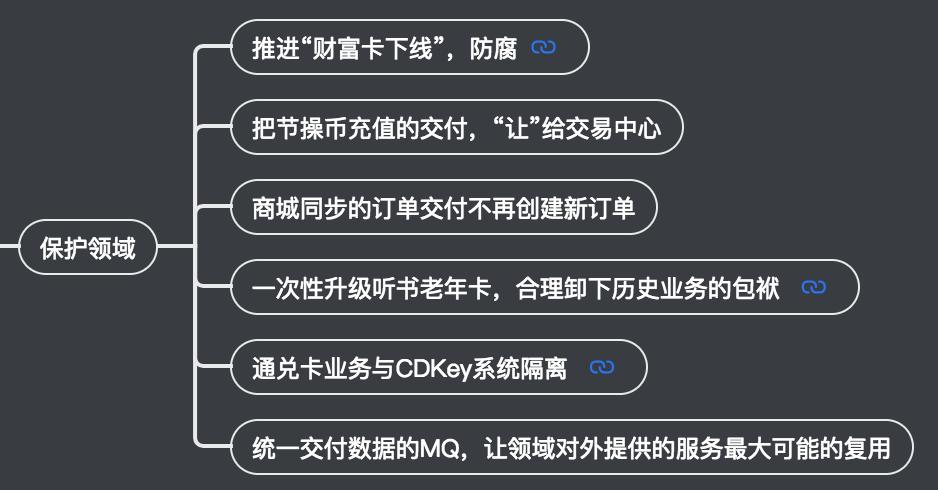 推进“财富卡下线”，防腐
把节操币充值的交付，“让”给交易中心
商城同步的订单交付不再创建新订单
保护领域
一次性升级听书老年卡，合理卸下历史业务的包袱
通兑卡业务与CDKey系统隔离
统一交付数据的MQ，让领域对外提供的服务最大可能的复用